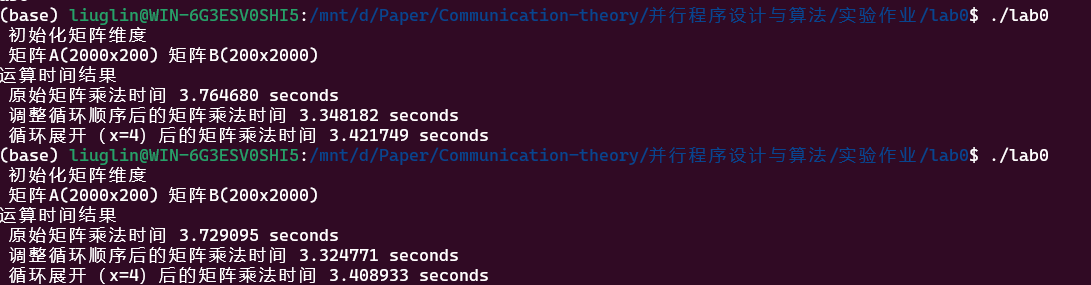 (base) liuglin@WIN-6G3ESV0SHI5:/mnt/d/Paper/Communication-theory/并行程序设计与算法/实验作业/lab0$ ./lab0
初始化矩阵维度
矩阵A(2000x200) 矩阵B(200x2000)
运算时间结果
原始矩阵乘法时间 3.764680 seconds
调整循环顺序后的矩阵乘法时间 3.348182 seconds
循环展开（x=4）后的矩阵乘法时间 3.421749 seconds
(base) liuglin@WIN-6G3ESV0SHI5:/mnt/d/Paper/Communication-theory/并行程序设计与算法/实验作业/lab0$ ./lab0
初始化矩阵维度
矩阵A(2000x200) 矩阵B(200x2000)
运算时间结果
原始矩阵乘法时间 3.729095 seconds
调整循环顺序后的矩阵乘法时间 3.324771 seconds
循环展开（x=4）后的矩阵乘法时间 3.408933 seconds